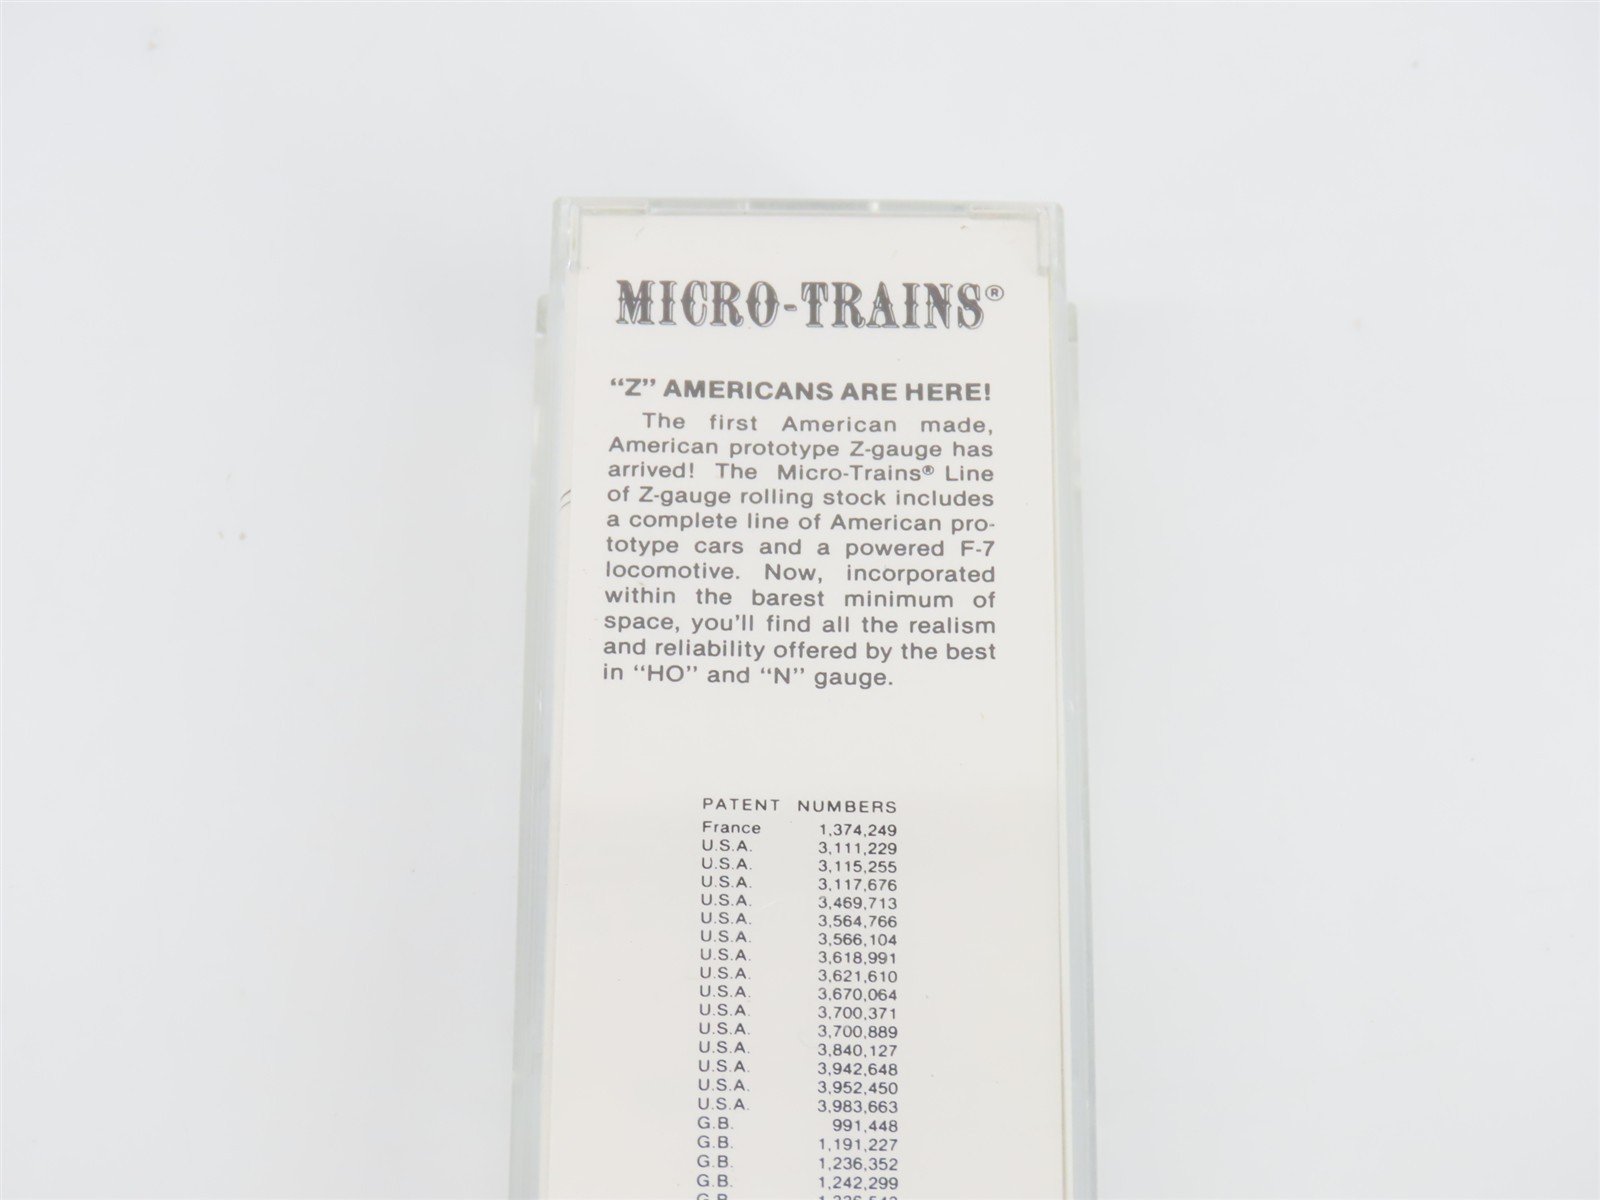 MICRO-TRAINS®
“Z” AMERICANS ARE HERE!
The first American made,
American prototype Z-gauge has
arrived! The Micro-Trains® Line
of Z-gauge rolling stock includes
a complete line of American pro-
totype cars and a powered F-7
locomotive. Now, incorporated
within the barest minimum of
space, you'll find all the realism
and reliability offered by the best
in “HO” and “N” gauge.
PATENT NUMBERS
France 1,374,249
U.S.A. 3,111,229
U.S.A. 3,115,255
U.S.A. 3,117,676
U.S.A. 3,469,713
U.S.A. 3,564,766
U.S.A. 3,566,104
U.S.A. 3,618,991
U.S.A. 3,621,610
U.S.A. 3,670,064
U.S.A. 3,700,371
U.S.A. 3,700,889
U.S.A. 3,840,127
U.S.A. 3,942,648
U.S.A. 3,952,450
U.S.A. 3,983,663
G.B. 991,448
G.B. 1,191,227
G.B. 1,236,352
G.B. 1,242,299
G.B.